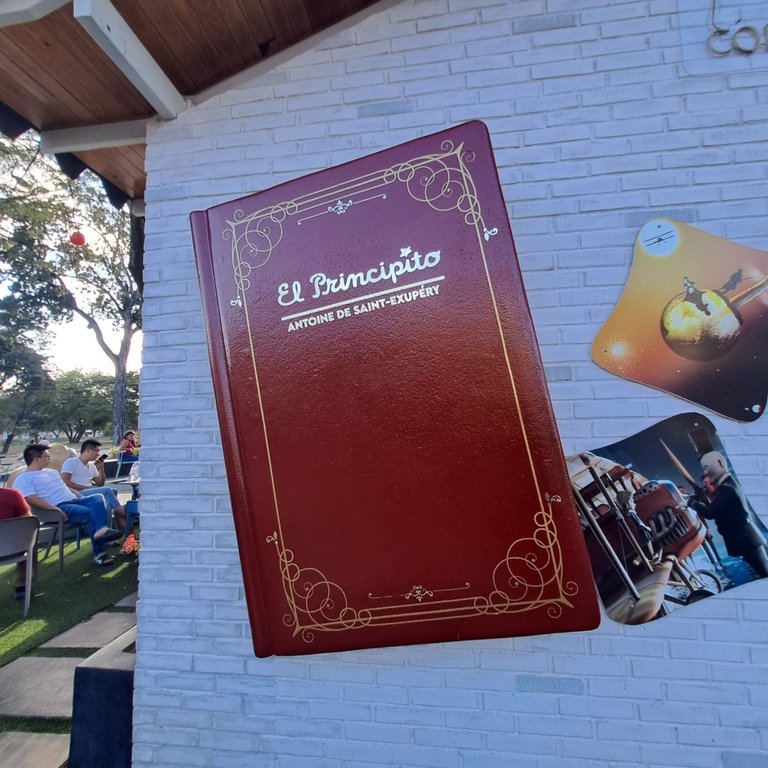 El Principito
ANTOINE DE SAINT-EXUPÉRY